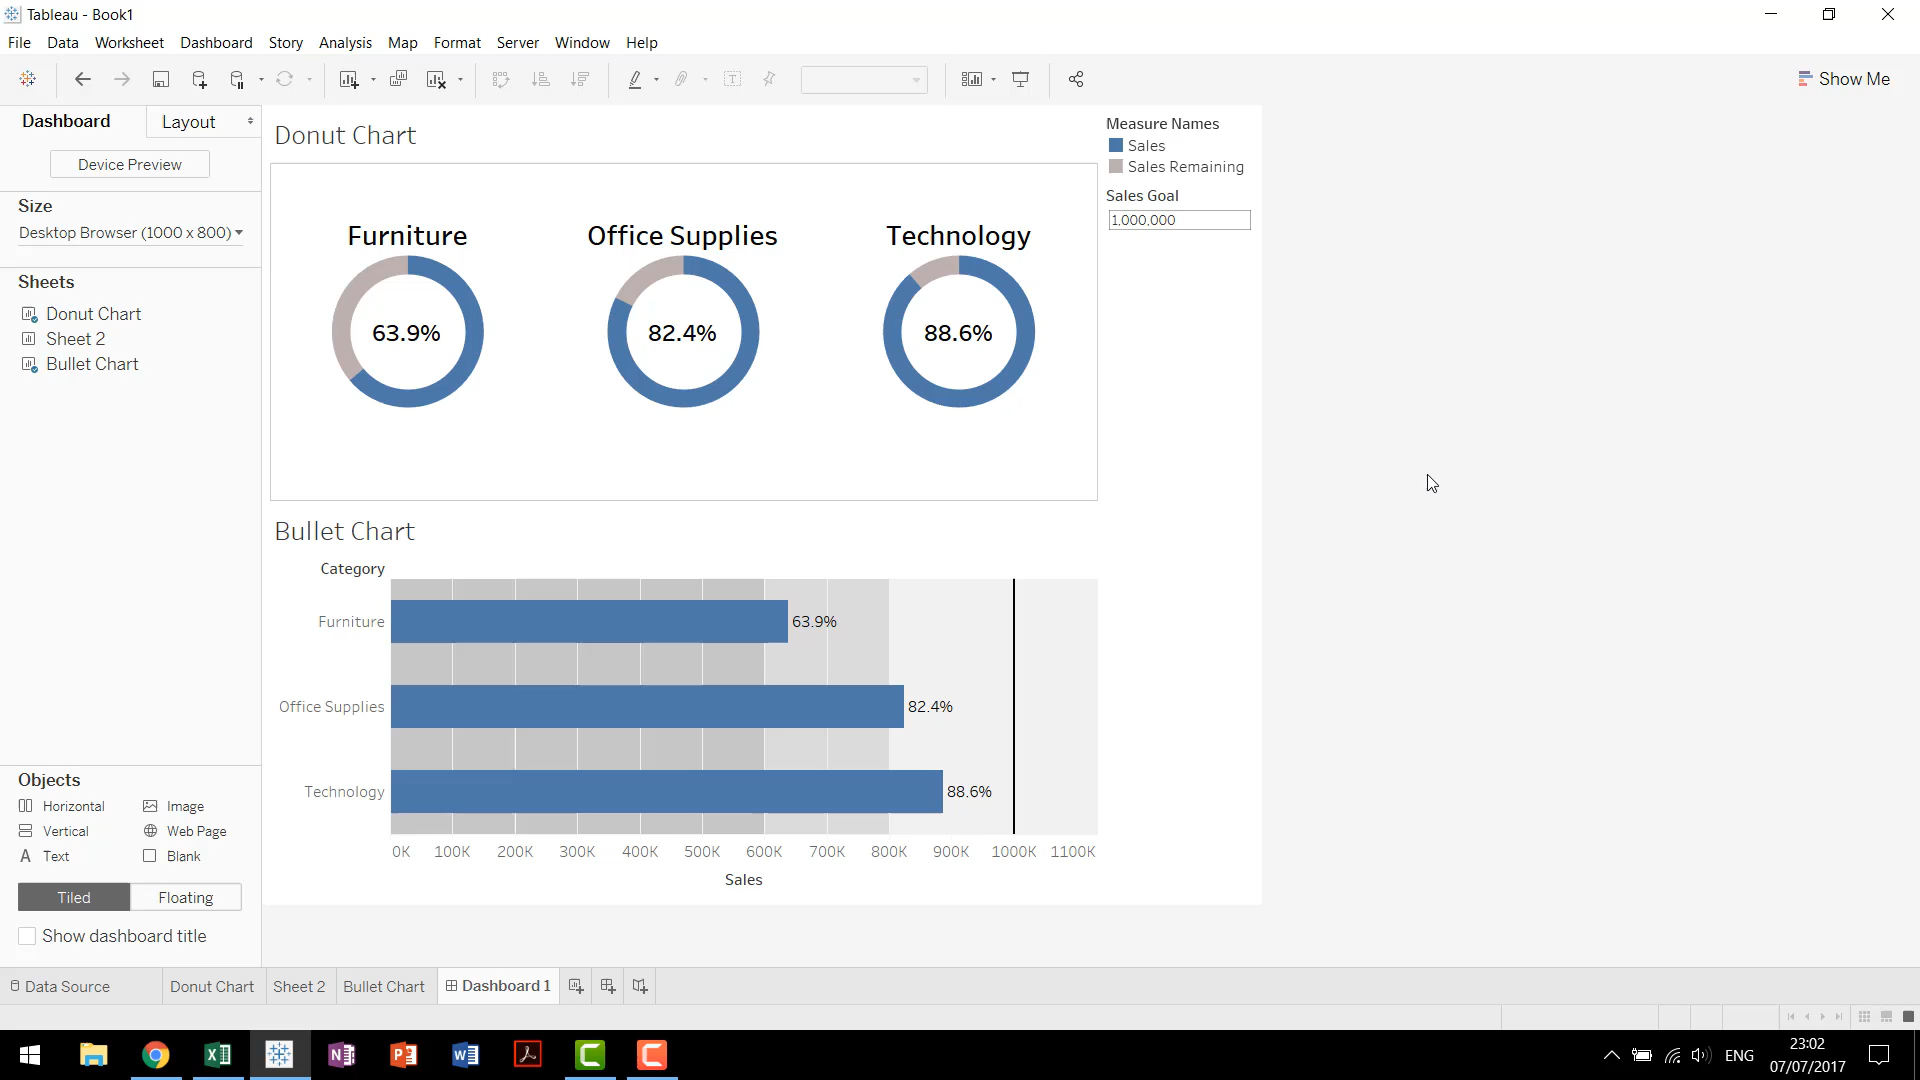 Tableau - Book1
File Data Worksheet Dashboard Story Analysis Map Format Server Window Help
Show Me
Dashboard Layout
Device Preview
Size
Desktop Browser (1000 x 800)
Sheets
Donut Chart
Sheet 2
Bullet Chart
Objects
Horizontal Image
Vertical Web Page
A Text Blank
Tiled Floating
Show dashboard title
Donut Chart
Furniture Office Supplies Technology
63.9% 82.4% 88.6%
Measure Names
Sales
Sales Remaining
Sales Goal
1,000,000
Bullet Chart
Category
Furniture 63.9%
Office Supplies 82.4%
Technology 88.6%
0K 100K 200K 300K 400K 500K 600K 700K 800K 900K 1000K 1100K
Sales
Data Source Donut Chart Sheet 2 Bullet Chart Dashboard 1
ENG
23:02
07/07/2017